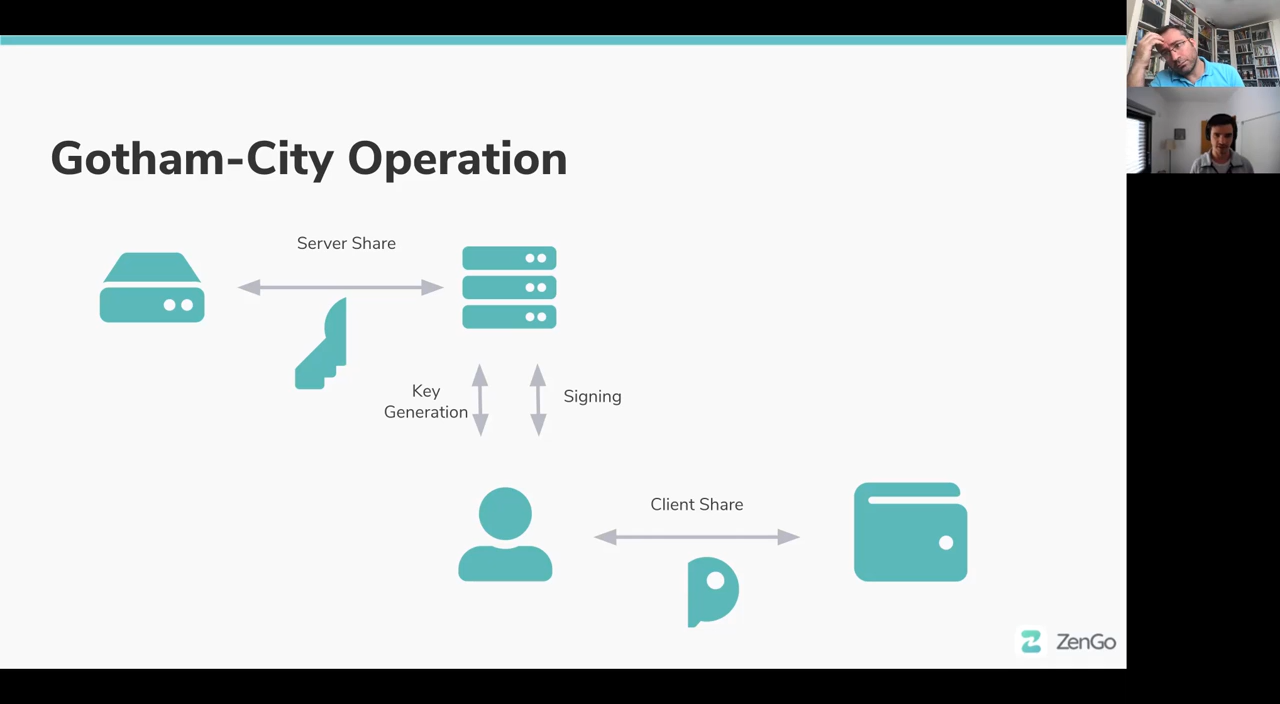 Gotham-City Operation
Server Share
Key
Generation
Signing
Client Share
ZenGo